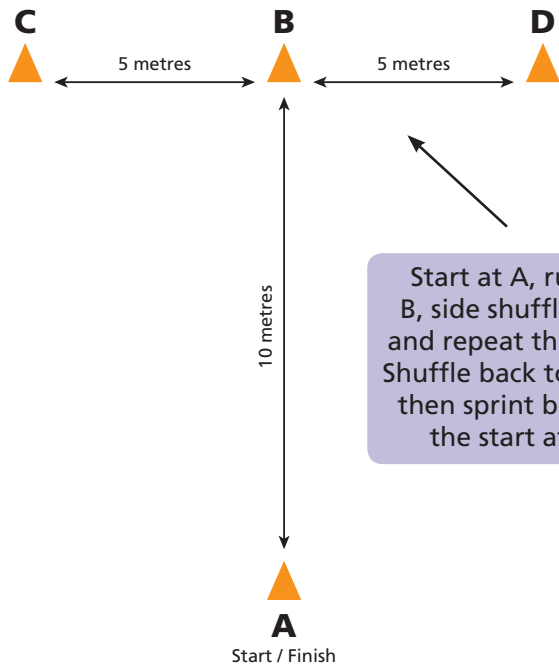 C B D
5 metres 5 metres
10 metres
Start at A, ru
B, side shuffl
and repeat th
Shuffle back to
then sprint b
the start a
A
Start / Finish